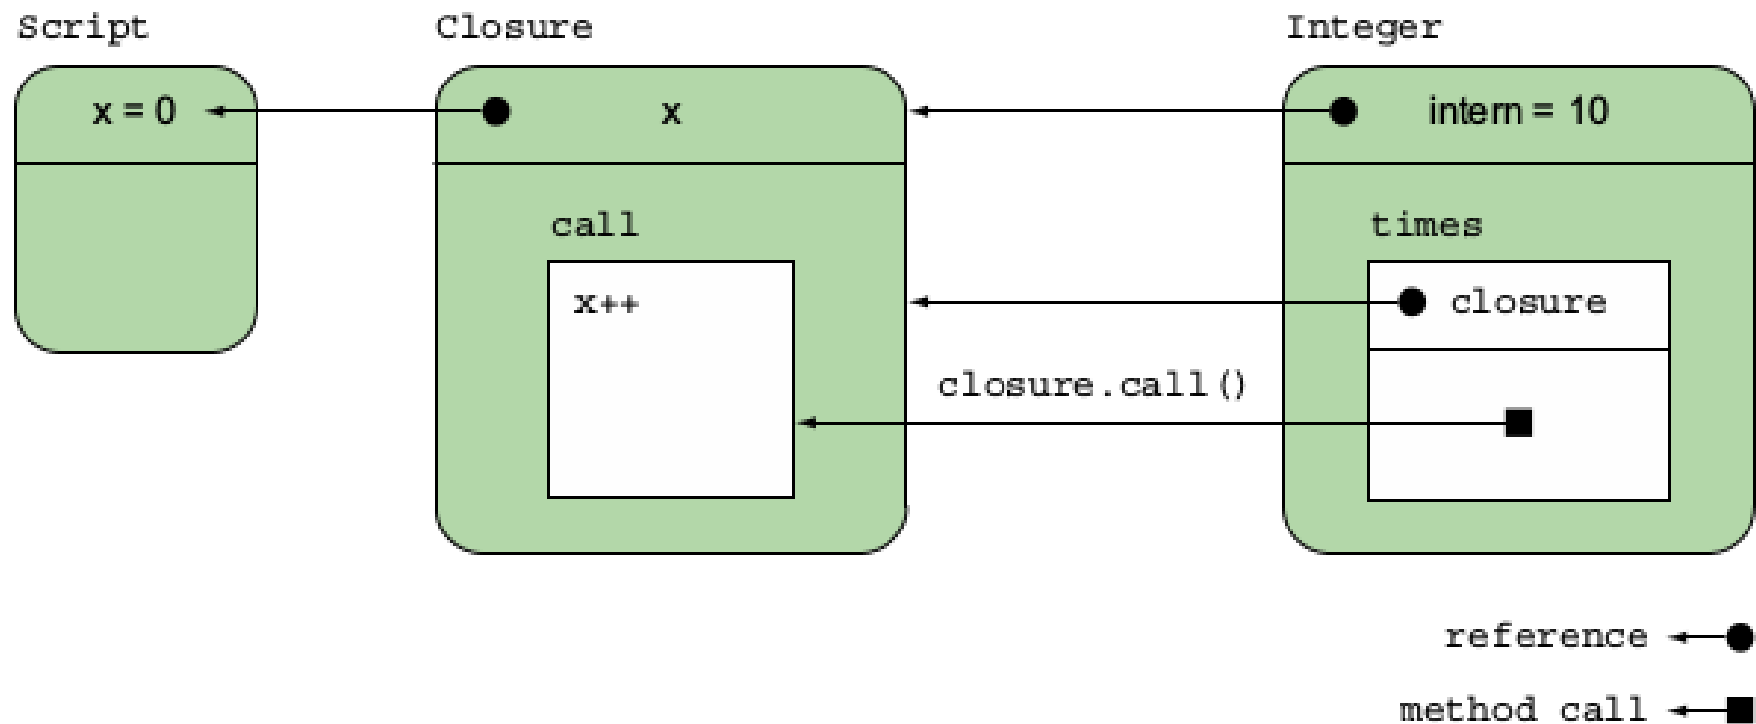 Script
x = 0
Closure
x
call
x++
closure.call()
Integer
intern = 10
times
closure
reference
method call